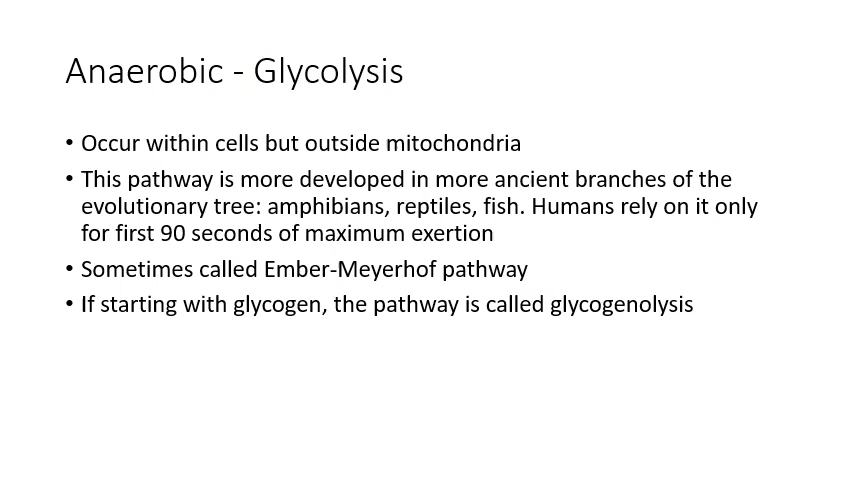 Anaerobic - Glycolysis
• Occur within cells but outside mitochondria
• This pathway is more developed in more ancient branches of the
evolutionary tree: amphibians, reptiles, fish. Humans rely on it only
for first 90 seconds of maximum exertion
• Sometimes called Ember-Meyerhof pathway
• If starting with glycogen, the pathway is called glycogenolysis